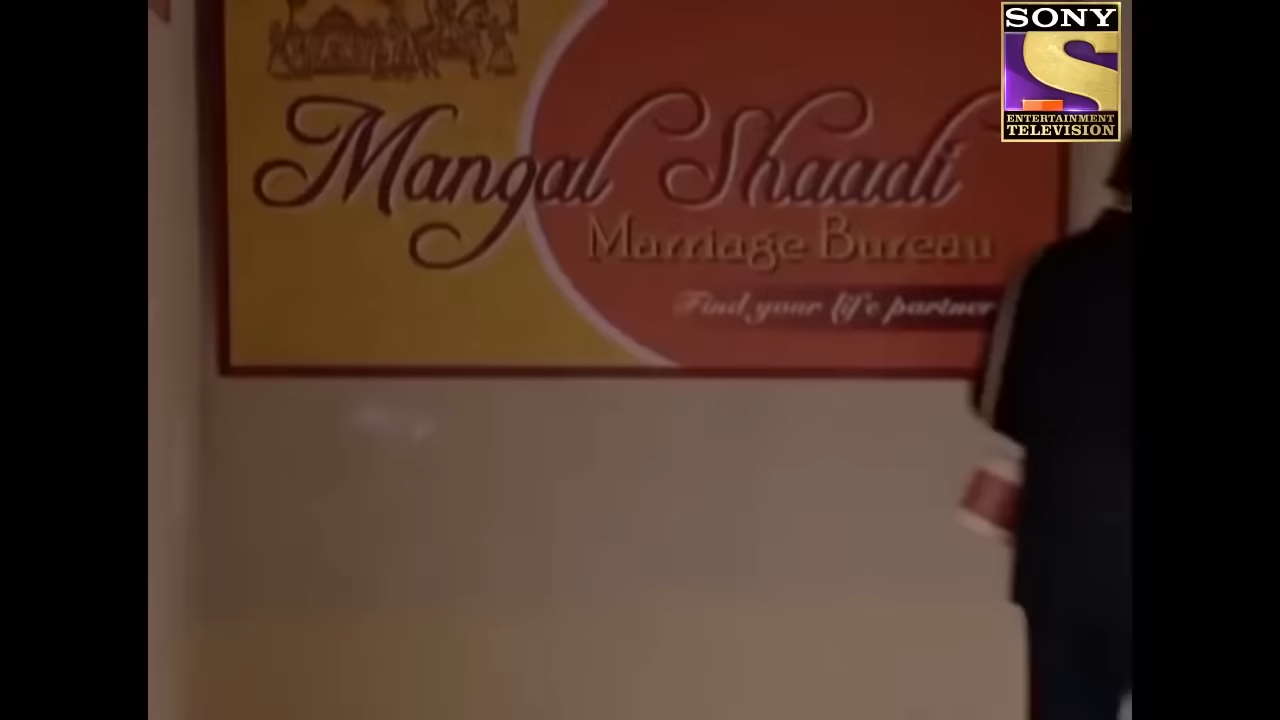 SONY
ENTERTAINMENT
TELEVISION
Mangal Shaadi
Marriage Bureau
Find your life partner